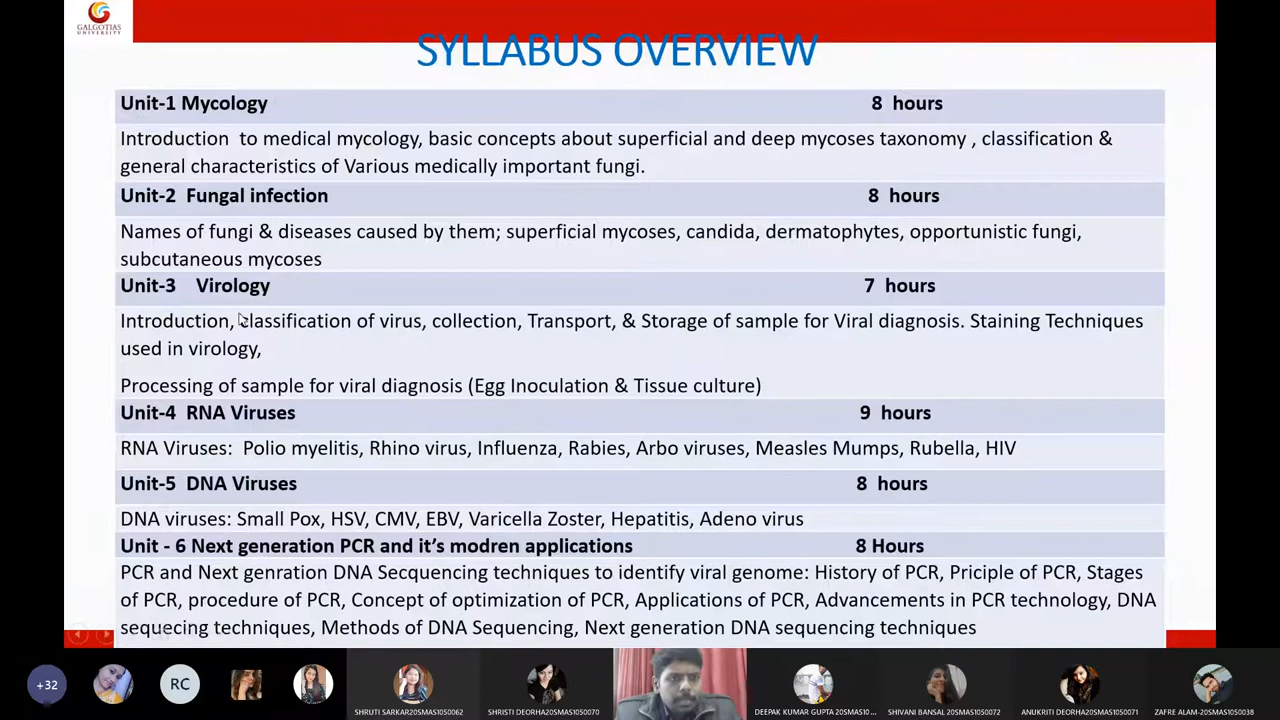 GALGOTIAS
UNIVERSITY
SYLLABUS OVERVIEW
Unit-1 Mycology 8 hours
Introduction to medical mycology, basic concepts about superficial and deep mycoses taxonomy , classification &
general characteristics of Various medically important fungi.
Unit-2 Fungal infection 8 hours
Names of fungi & diseases caused by them; superficial mycoses, candida, dermatophytes, opportunistic fungi,
subcutaneous mycoses
Unit-3 Virology 7 hours
Introduction, classification of virus, collection, Transport, & Storage of sample for Viral diagnosis. Staining Techniques
used in virology,
Processing of sample for viral diagnosis (Egg Inoculation & Tissue culture)
Unit-4 RNA Viruses 9 hours
RNA Viruses: Polio myelitis, Rhino virus, Influenza, Rabies, Arbo viruses, Measles Mumps, Rubella, HIV
Unit-5 DNA Viruses 8 hours
DNA viruses: Small Pox, HSV, CMV, EBV, Varicella Zoster, Hepatitis, Adeno virus
Unit - 6 Next generation PCR and it's modren applications 8 Hours
PCR and Next genration DNA Secquencing techniques to identify viral genome: History of PCR, Priciple of PCR, Stages
of PCR, procedure of PCR, Concept of optimization of PCR, Applications of PCR, Advancements in PCR technology, DNA
sequecing techniques, Methods of DNA Sequencing, Next generation DNA sequencing techniques
+32
RC
SHRUTI SARKAR20SMAS1050062
SHRISTI DEORHA20SMAS1050070
DEEPAK KUMAR GUPTA 20SMAS10 ...
SHIVANI BANSAL 20SMAS1050072
ANUKRITI DEORHA20SMAS1050071
ZAFRE ALAM-20SMAS1050038